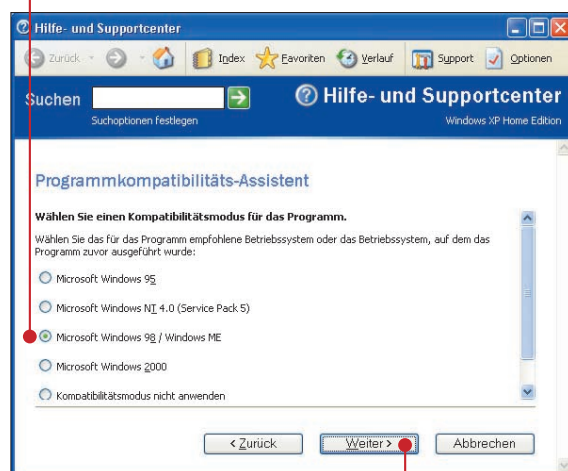 Hilfe- und Supportcenter
Zurück Index Favoriten Verlauf Support Optionen
Suchen
Suchoptionen festlegen
Hilfe- und Supportcenter
Windows XP Home Edition
Programmkompatibilitäts-Assistent
Wählen Sie einen Kompatibilitätsmodus für das Programm.
Wählen Sie das für das Programm empfohlene Betriebssystem oder das Betriebssystem, auf dem das
Programm zuvor ausgeführt wurde:
Microsoft Windows 95
Microsoft Windows NT 4.0 (Service Pack 5)
Microsoft Windows 98 / Windows ME
Microsoft Windows 2000
Kompatibilitätsmodus nicht anwenden
< Zurück Weiter > Abbrechen